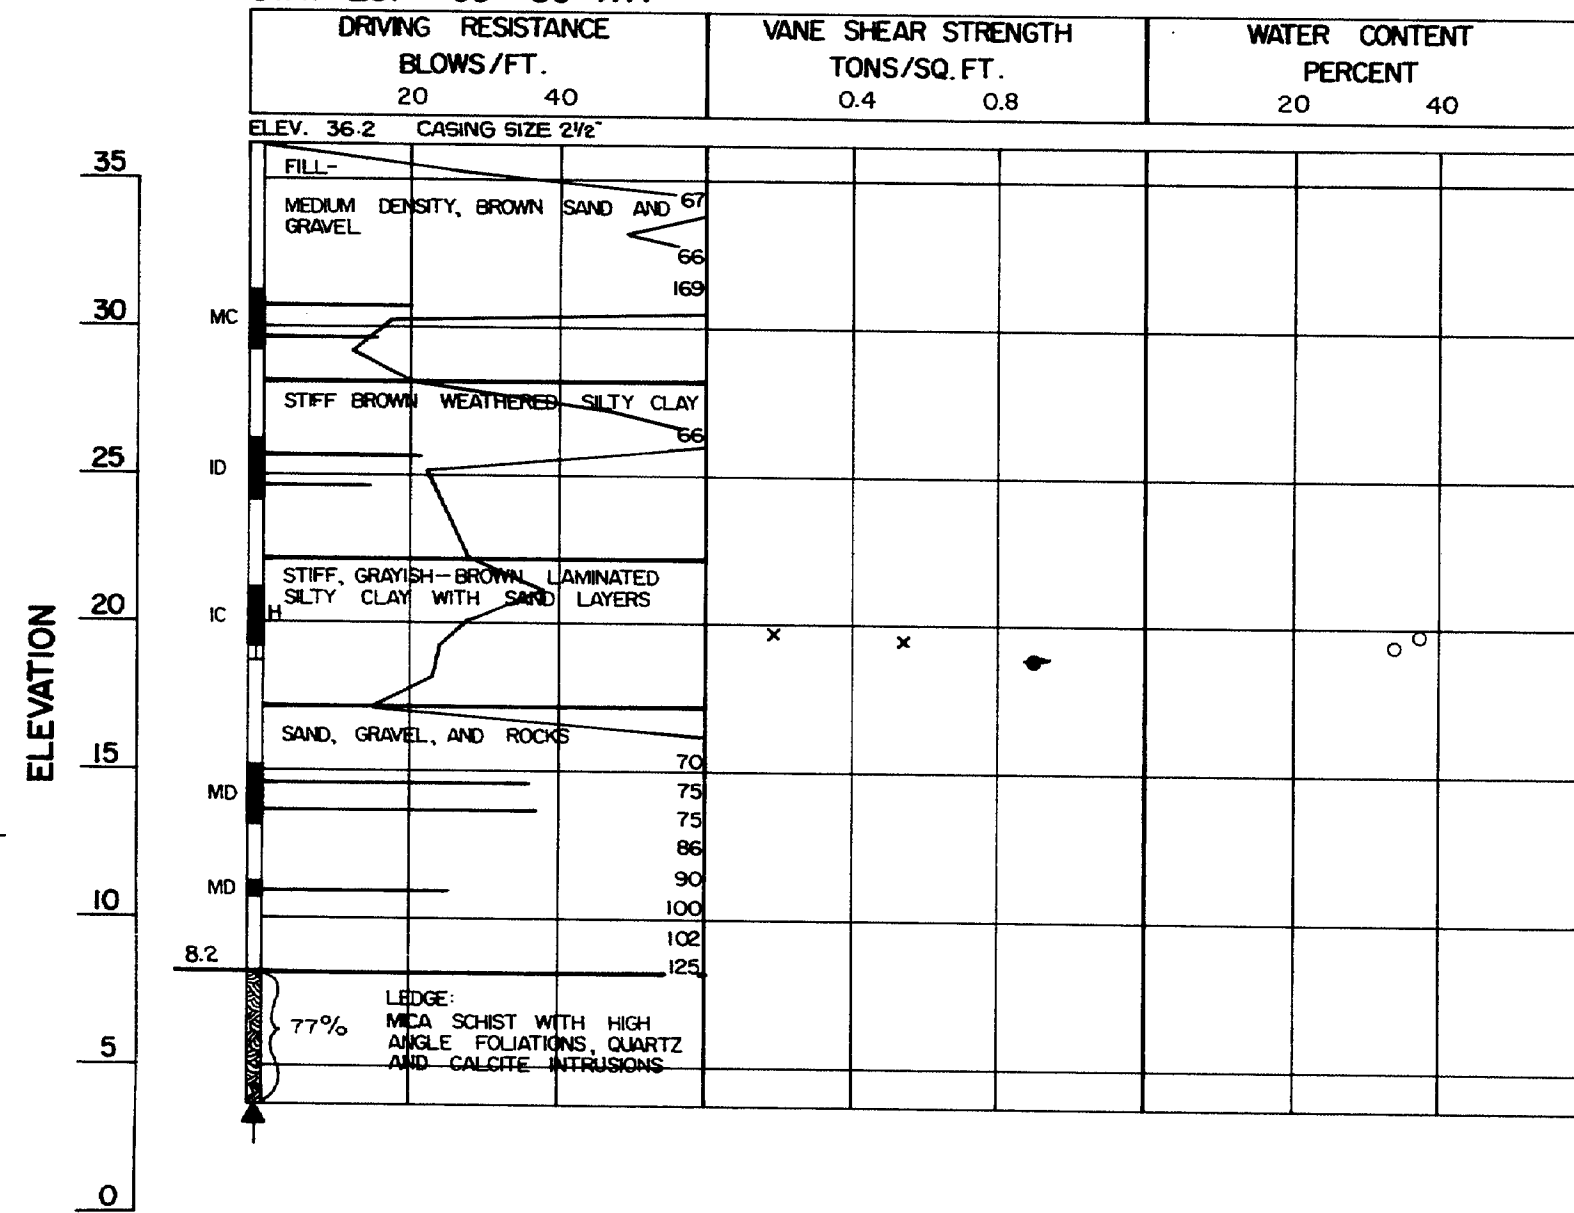 DRIVING RESISTANCE
BLOWS/FT.
20 40
VANE SHEAR STRENGTH
TONS/SQ. FT.
0.4 0.8
WATER CONTENT
PERCENT
20 40
ELEV. 36.2 CASING SIZE 2½"
ELEVATION
35
FILL-
MEDIUM DENSITY, BROWN SAND AND
GRAVEL
67
66
169
30
MC
STIFF BROWN WEATHERED SILTY CLAY
66
25
ID
STIFF, GRAYISH-BROWN LAMINATED
SILTY CLAY WITH SAND LAYERS
20
IC H
SAND, GRAVEL, AND ROCKS
15
70
MD
75
75
86
MD
90
10
100
102
8.2
125
77%
LEDGE:
MICA SCHIST WITH HIGH
ANGLE FOLIATIONS, QUARTZ
AND CALCITE INTRUSIONS
5
0